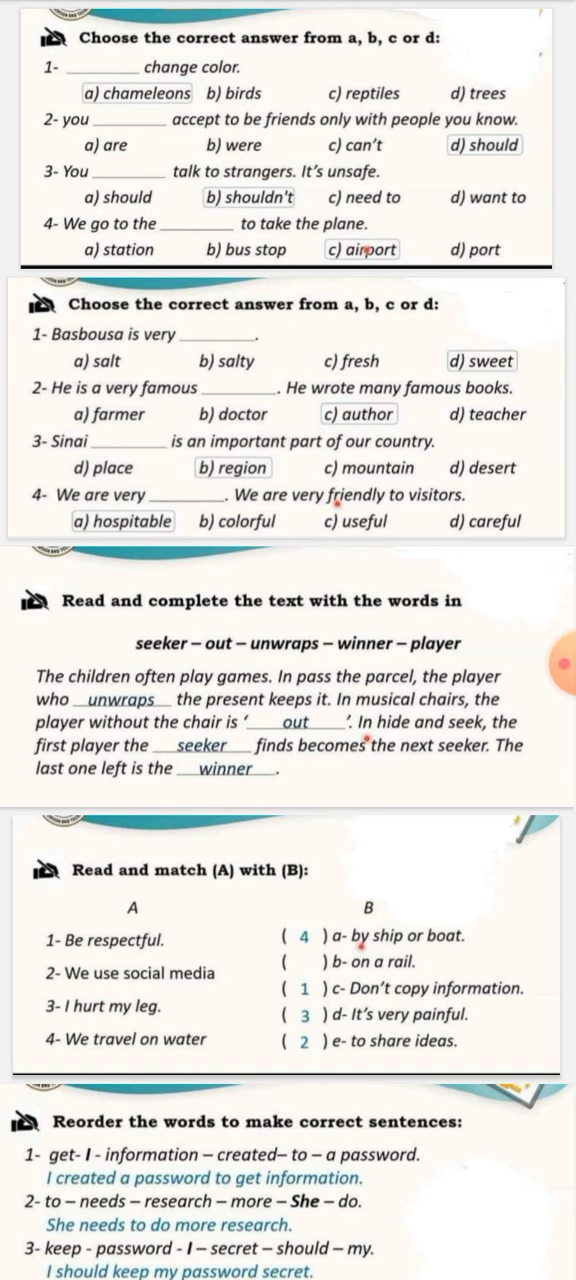 Choose the correct answer from a, b, c or d:
1- ________ change color.
a) chameleons b) birds c) reptiles d) trees
2- you ________ accept to be friends only with people you know.
a) are b) were c) can't d) should
3- You ________ talk to strangers. It's unsafe.
a) should b) shouldn't c) need to d) want to
4- We go to the ________ to take the plane.
a) station b) bus stop c) airport d) port
Choose the correct answer from a, b, c or d:
1- Basbousa is very ________.
a) salt b) salty c) fresh d) sweet
2- He is a very famous ________. He wrote many famous books.
a) farmer b) doctor c) author d) teacher
3- Sinai ________ is an important part of our country.
d) place b) region c) mountain d) desert
4- We are very ________. We are very friendly to visitors.
a) hospitable b) colorful c) useful d) careful
Read and complete the text with the words in
seeker – out – unwraps – winner – player
The children often play games. In pass the parcel, the player
who unwraps the present keeps it. In musical chairs, the
player without the chair is ‘ out ’. In hide and seek, the
first player the seeker finds becomes the next seeker. The
last one left is the winner.
Read and match (A) with (B):
A B
1- Be respectful. ( 4 ) a- by ship or boat.
( ) b- on a rail.
2- We use social media
( 1 ) c- Don't copy information.
3- I hurt my leg. ( 3 ) d- It's very painful.
4- We travel on water ( 2 ) e- to share ideas.
Reorder the words to make correct sentences:
1- get- I - information – created– to – a password.
I created a password to get information.
2- to – needs – research – more – She – do.
She needs to do more research.
3- keep - password - I – secret – should – my.
I should keep my password secret.